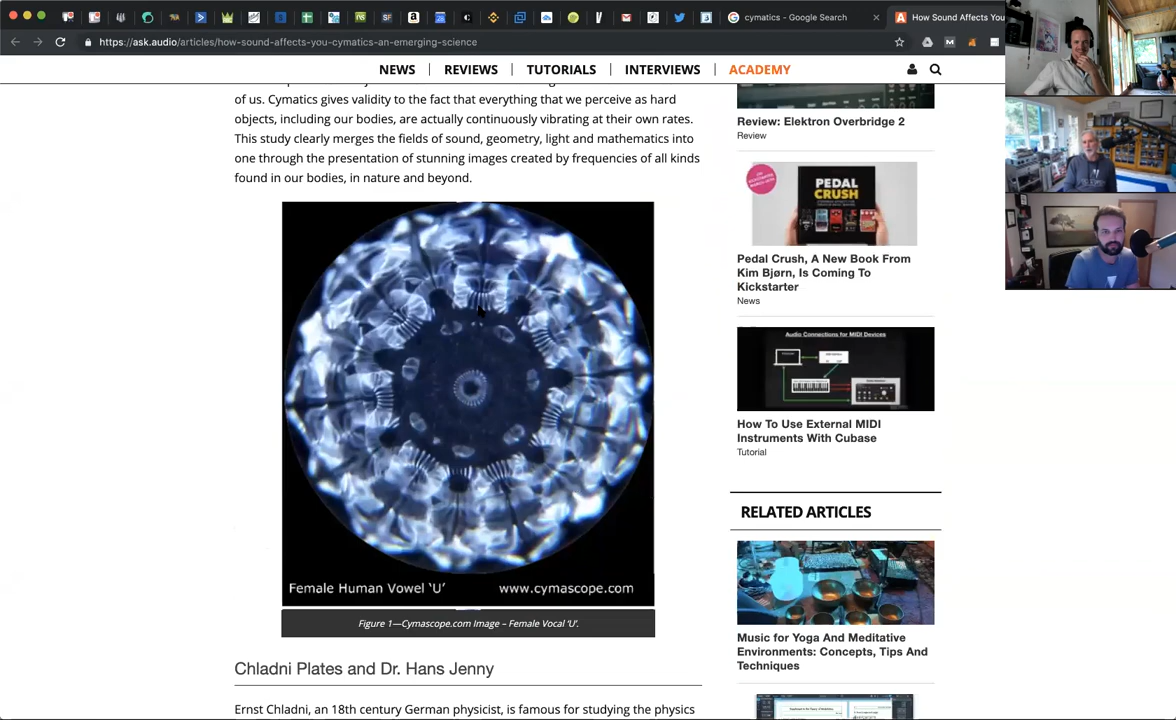 cymatics - Google Search
How Sound Affects You
https://ask.audio/articles/how-sound-affects-you-cymatics-an-emerging-science
NEWS
REVIEWS
TUTORIALS
INTERVIEWS
ACADEMY
of us. Cymatics gives validity to the fact that everything that we perceive as hard
objects, including our bodies, are actually continuously vibrating at their own rates.
This study clearly merges the fields of sound, geometry, light and mathematics into
one through the presentation of stunning images created by frequencies of all kinds
found in our bodies, in nature and beyond.
Female Human Vowel ‘U’
www.cymascope.com
Figure 1—Cymascope.com Image – Female Vocal ‘U’.
Chladni Plates and Dr. Hans Jenny
Ernst Chladni, an 18th century German physicist, is famous for studying the physics
Review: Elektron Overbridge 2
Review
PEDAL
CRUSH
Pedal Crush, A New Book From
Kim Bjørn, Is Coming To
Kickstarter
News
Audio Connections for MIDI Devices
How To Use External MIDI
Instruments With Cubase
Tutorial
RELATED ARTICLES
Music for Yoga And Meditative
Environments: Concepts, Tips And
Techniques